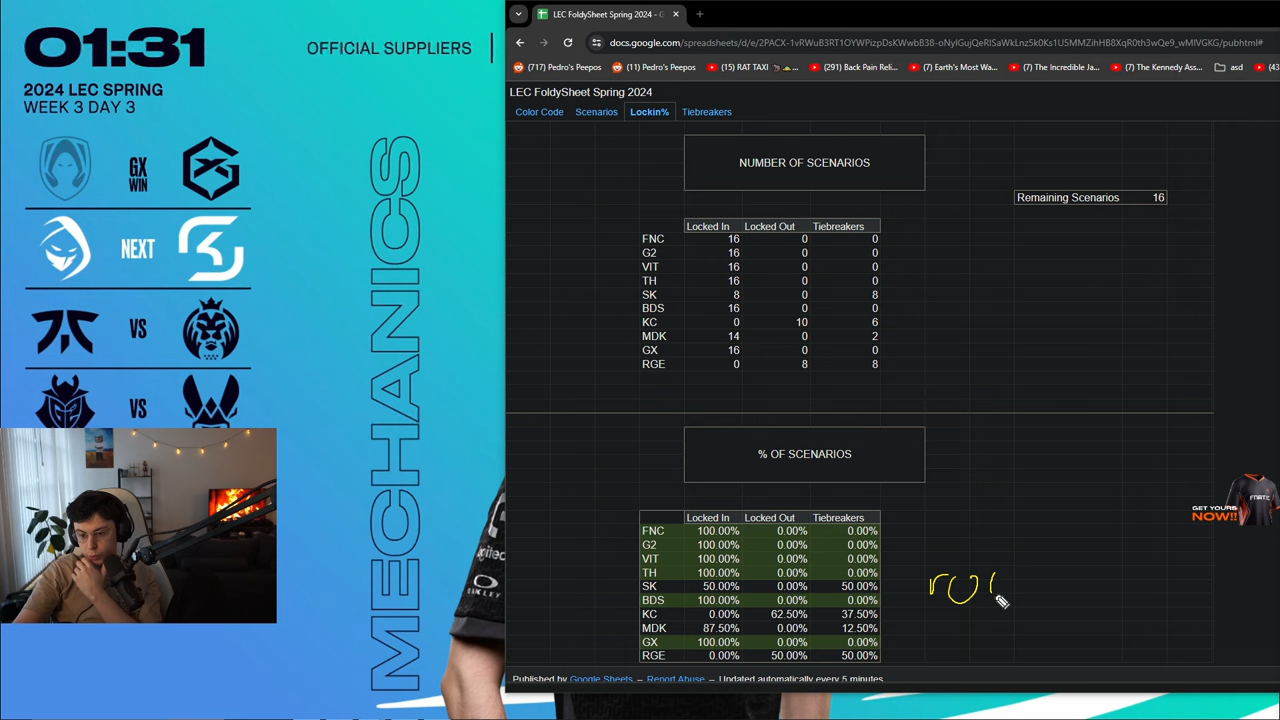 01:31
OFFICIAL SUPPLIERS
2024 LEC SPRING
WEEK 3 DAY 3
GX
WIN
NEXT
VS
VS
MECHANICS
OAKLEY
LEC FoldySheet Spring 2024 - G
docs.google.com/spreadsheets/d/e/2PACX-1vRWuB3RTT0
(717) Pedro's Peepos
(11) Pedro's Peepos
(15) RAT TAXI
(291) Back Pain Reli...
(7) Earth's Most Wa...
(7) The Incredible Ja...
(7) The Kennedy Ass...
asd
(43
LEC FoldySheet Spring 2024
Color Code Scenarios Lockin% Tiebreakers
NUMBER OF SCENARIOS
Remaining Scenarios 16
Locked In Locked Out Tiebreakers
FNC 16 0 0
G2 16 0 0
VIT 16 0 0
TH 16 0 0
SK 8 0 8
BDS 16 0 0
KC 0 10 6
MDK 14 0 2
GX 16 0 0
RGE 0 8 8
% OF SCENARIOS
Locked In Locked Out Tiebreakers
FNC 100.00% 0.00% 0.00%
G2 100.00% 0.00% 0.00%
VIT 100.00% 0.00% 0.00%
TH 100.00% 0.00% 0.00%
SK 50.00% 0.00% 50.00%
BDS 100.00% 0.00% 0.00%
KC 0.00% 62.50% 37.50%
MDK 87.50% 0.00% 12.50%
GX 100.00% 0.00% 0.00%
RGE 0.00% 50.00% 50.00%
Published by Google Sheets – Report Abuse – Updated automatically every 5 minutes
FNATIC
GET YOURS
NOW!!